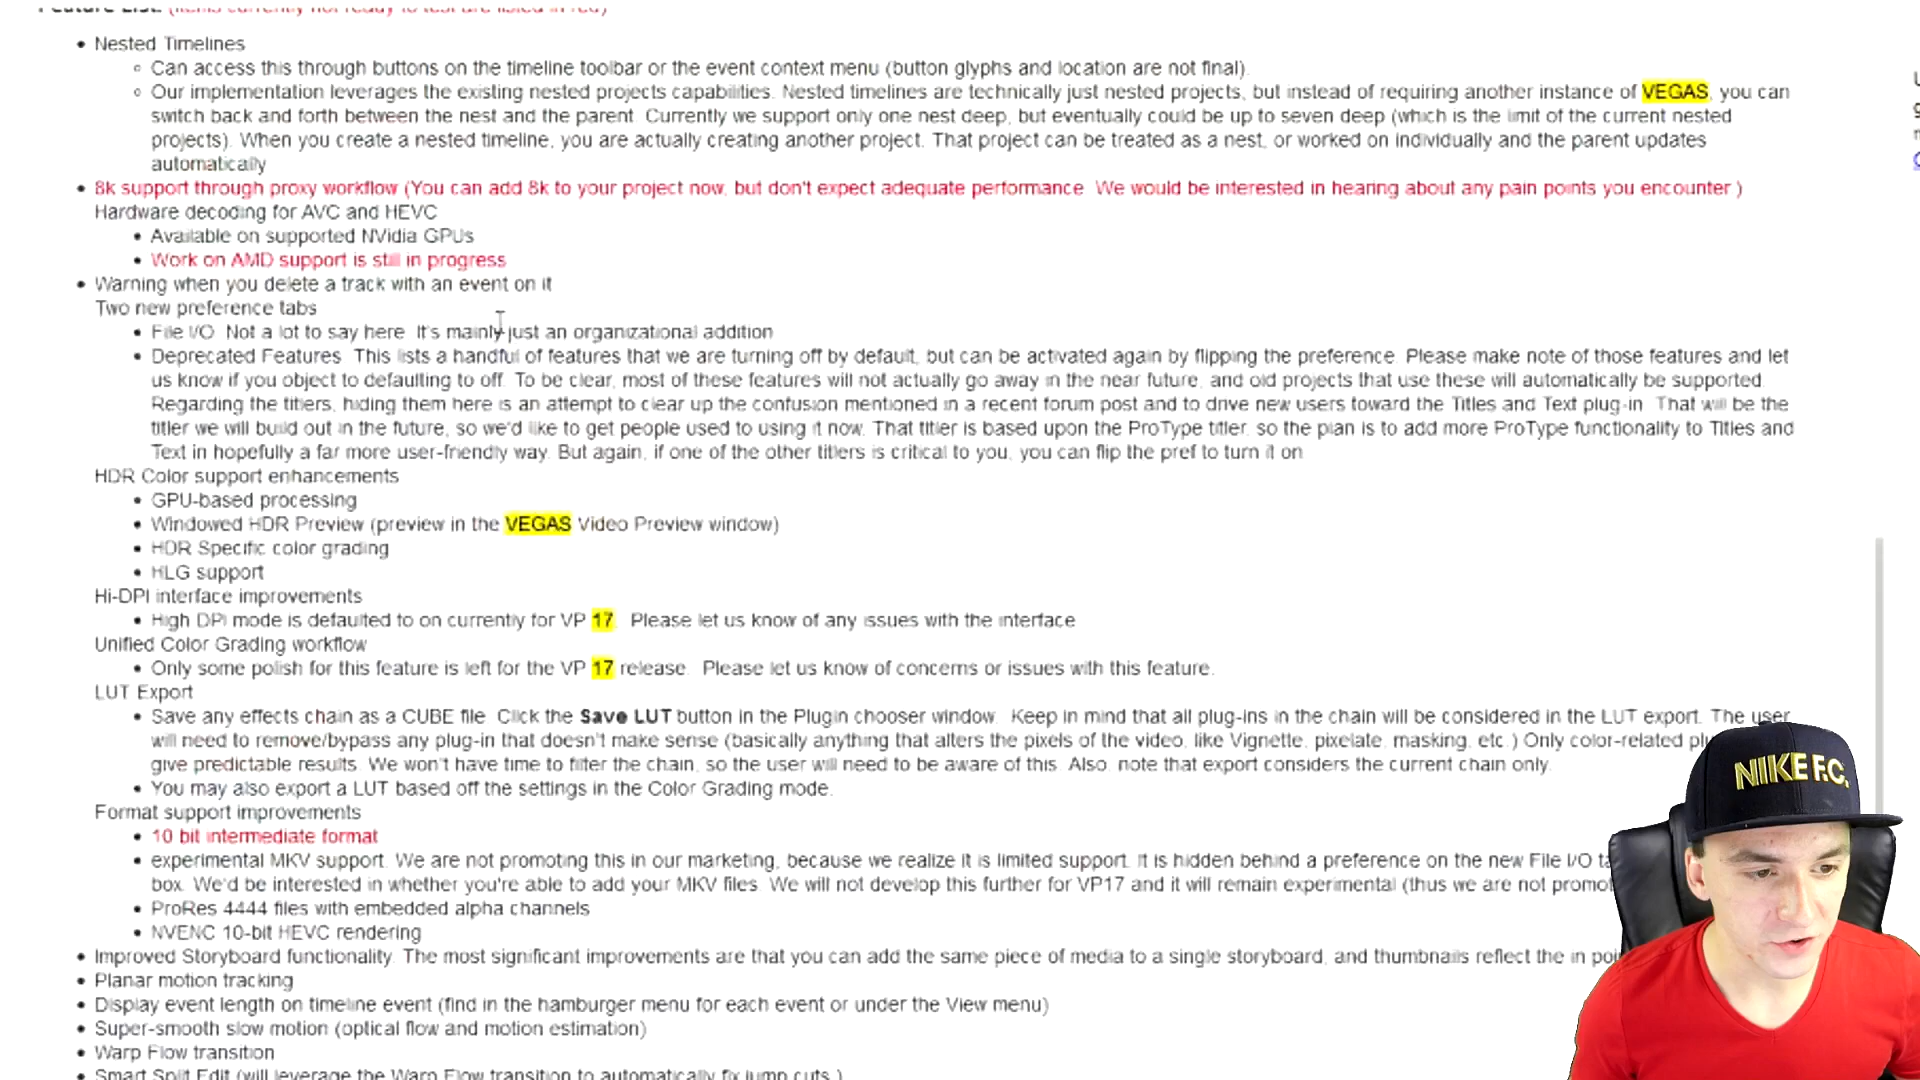 Feature List (items currently not ready to test are listed in red)
Nested Timelines
Can access this through buttons on the timeline toolbar or the event context menu (button glyphs and location are not final).
Our implementation leverages the existing nested projects capabilities. Nested timelines are technically just nested projects, but instead of requiring another instance of VEGAS, you can
switch back and forth between the nest and the parent. Currently we support only one nest deep, but eventually could be up to seven deep (which is the limit of the current nested
projects). When you create a nested timeline, you are actually creating another project. That project can be treated as a nest, or worked on individually and the parent updates
automatically
8k support through proxy workflow (You can add 8k to your project now, but don't expect adequate performance. We would be interested in hearing about any pain points you encounter.)
Hardware decoding for AVC and HEVC
Available on supported NVidia GPUs
Work on AMD support is still in progress
Warning when you delete a track with an event on it
Two new preference tabs
File I/O. Not a lot to say here. It's mainly just an organizational addition
Deprecated Features. This lists a handful of features that we are turning off by default, but can be activated again by flipping the preference. Please make note of those features and let
us know if you object to defaulting to off. To be clear, most of these features will not actually go away in the near future, and old projects that use these will automatically be supported.
Regarding the titlers, hiding them here is an attempt to clear up the confusion mentioned in a recent forum post and to drive new users toward the Titles and Text plug-in. That will be the
titler we will build out in the future, so we'd like to get people used to using it now. That titler is based upon the ProType titler, so the plan is to add more ProType functionality to Titles and
Text in hopefully a far more user-friendly way. But again, if one of the other titlers is critical to you, you can flip the pref to turn it on
HDR Color support enhancements
GPU-based processing
Windowed HDR Preview (preview in the VEGAS Video Preview window)
HDR Specific color grading
HLG support
Hi-DPI interface improvements
High DPI mode is defaulted to on currently for VP 17. Please let us know of any issues with the interface
Unified Color Grading workflow
Only some polish for this feature is left for the VP 17 release. Please let us know of concerns or issues with this feature.
LUT Export
Save any effects chain as a CUBE file. Click the Save LUT button in the Plugin chooser window. Keep in mind that all plug-ins in the chain will be considered in the LUT export. The user
will need to remove/bypass any plug-in that doesn't make sense (basically anything that alters the pixels of the video, like Vignette, pixelate, masking, etc.) Only color-related
give predictable results. We won't have time to filter the chain, so the user will need to be aware of this. Also, note that export considers the current chain only.
You may also export a LUT based off the settings in the Color Grading mode.
Format support improvements
10 bit intermediate format
experimental MKV support. We are not promoting this in our marketing, because we realize it is limited support. It is hidden behind a preference on the new File I/O
box. We'd be interested in whether you're able to add your MKV files. We will not develop this further for VP17 and it will remain experimental (thus we are not
ProRes 4444 files with embedded alpha channels
NVENC 10-bit HEVC rendering
Improved Storyboard functionality. The most significant improvements are that you can add the same piece of media to a single storyboard, and thumbnails reflect the in
Planar motion tracking
Display event length on timeline event (find in the hamburger menu for each event or under the View menu)
Super-smooth slow motion (optical flow and motion estimation)
Warp Flow transition
Smart Split Edit (will leverage the Warp Flow transition to automatically fix jump cuts.)
NIKE F.C.